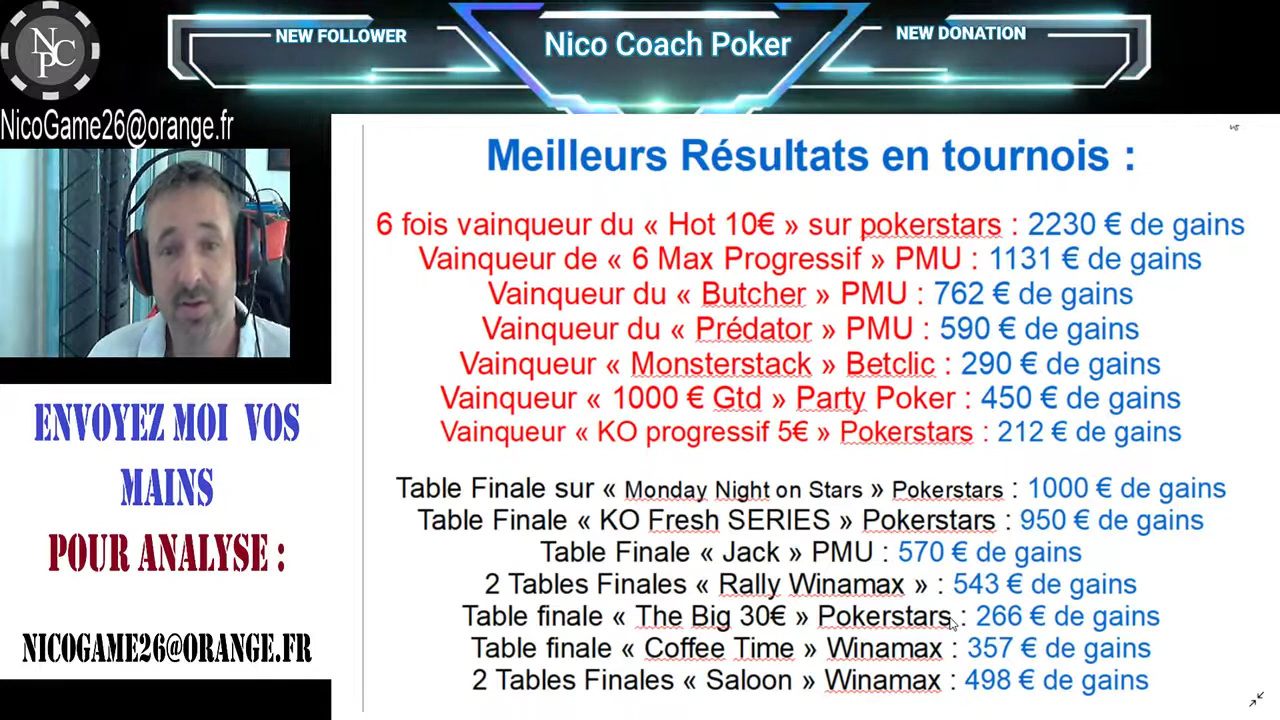 NEW FOLLOWER
Nico Coach Poker
NEW DONATION
NPC
NicoGame26@orange.fr
Meilleurs Résultats en tournois :
6 fois vainqueur du « Hot 10€ » sur pokerstars : 2230 € de gains
Vainqueur de « 6 Max Progressif » PMU : 1131 € de gains
Vainqueur du « Butcher » PMU : 762 € de gains
Vainqueur du « Prédator » PMU : 590 € de gains
Vainqueur « Monsterstack » Betclic : 290 € de gains
Vainqueur « 1000 € Gtd » Party Poker : 450 € de gains
Vainqueur « KO progressif 5€ » Pokerstars : 212 € de gains
Table Finale sur « Monday Night on Stars » Pokerstars : 1000 € de gains
Table Finale « KO Fresh SERIES » Pokerstars : 950 € de gains
Table Finale « Jack » PMU : 570 € de gains
2 Tables Finales « Rally Winamax » : 543 € de gains
Table finale « The Big 30€ » Pokerstars : 266 € de gains
Table finale « Coffee Time » Winamax : 357 € de gains
2 Tables Finales « Saloon » Winamax : 498 € de gains
ENVOYEZ MOI VOS
MAINS
POUR ANALYSE :
NICOGAME26@ORANGE.FR